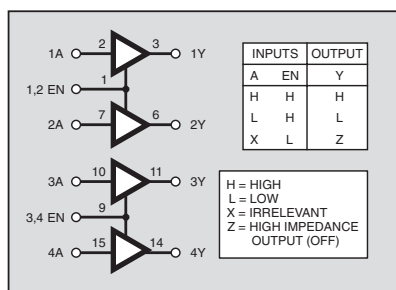 1A 2 3 1Y
1,2 EN 1
2A 7 6 2Y
3A 10 11 3Y
3,4 EN 9
4A 15 14 4Y
INPUTS OUTPUT
A EN Y
H H H
L H L
X L Z
H = HIGH
L = LOW
X = IRRELEVANT
Z = HIGH IMPEDANCE
OUTPUT (OFF)